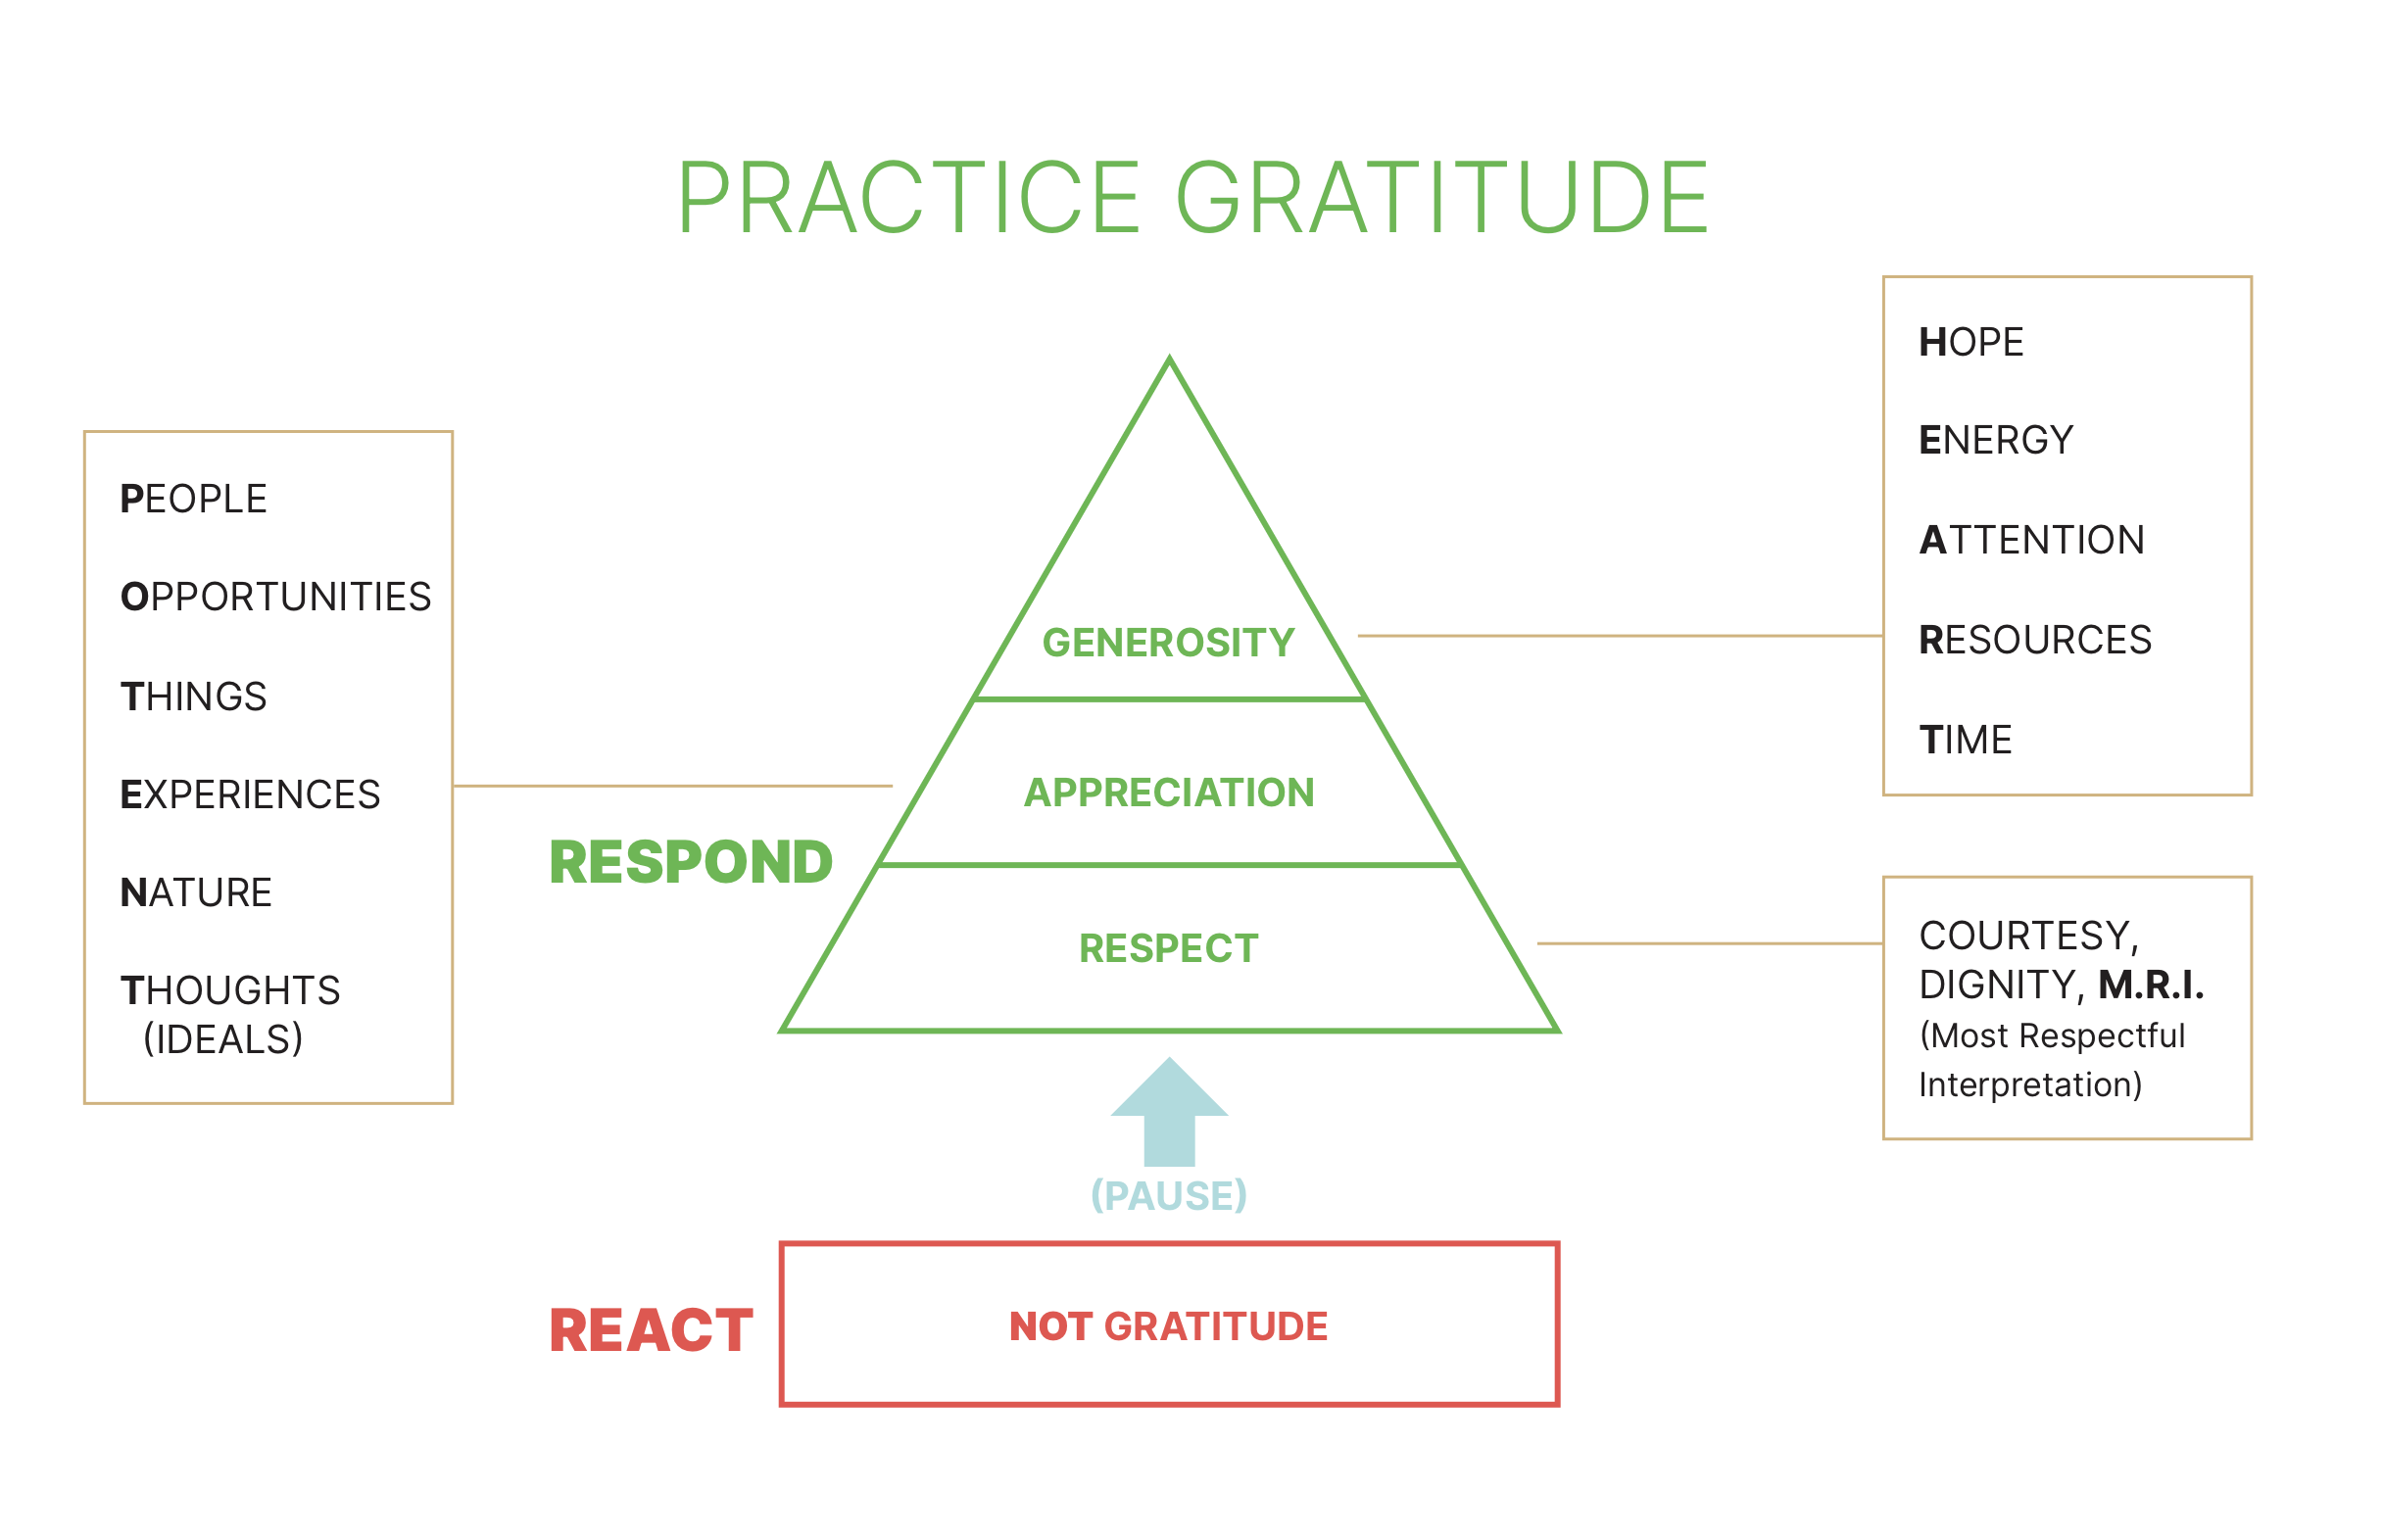 PRACTICE GRATITUDE
PEOPLE
OPPORTUNITIES
THINGS
EXPERIENCES
NATURE
THOUGHTS
(IDEALS)
GENEROSITY
APPRECIATION
RESPECT
RESPOND
HOPE
ENERGY
ATTENTION
RESOURCES
TIME
COURTESY,
DIGNITY, M.R.I.
(Most Respectful
Interpretation)
(PAUSE)
REACT
NOT GRATITUDE